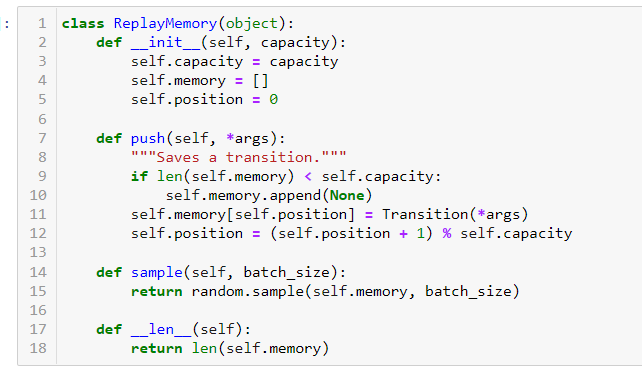 ]:
1 class ReplayMemory(object):
2     def __init__(self, capacity):
3         self.capacity = capacity
4         self.memory = []
5         self.position = 0
6
7     def push(self, *args):
8         """Saves a transition."""
9         if len(self.memory) < self.capacity:
10             self.memory.append(None)
11         self.memory[self.position] = Transition(*args)
12         self.position = (self.position + 1) % self.capacity
13
14     def sample(self, batch_size):
15         return random.sample(self.memory, batch_size)
16
17     def __len__(self):
18         return len(self.memory)